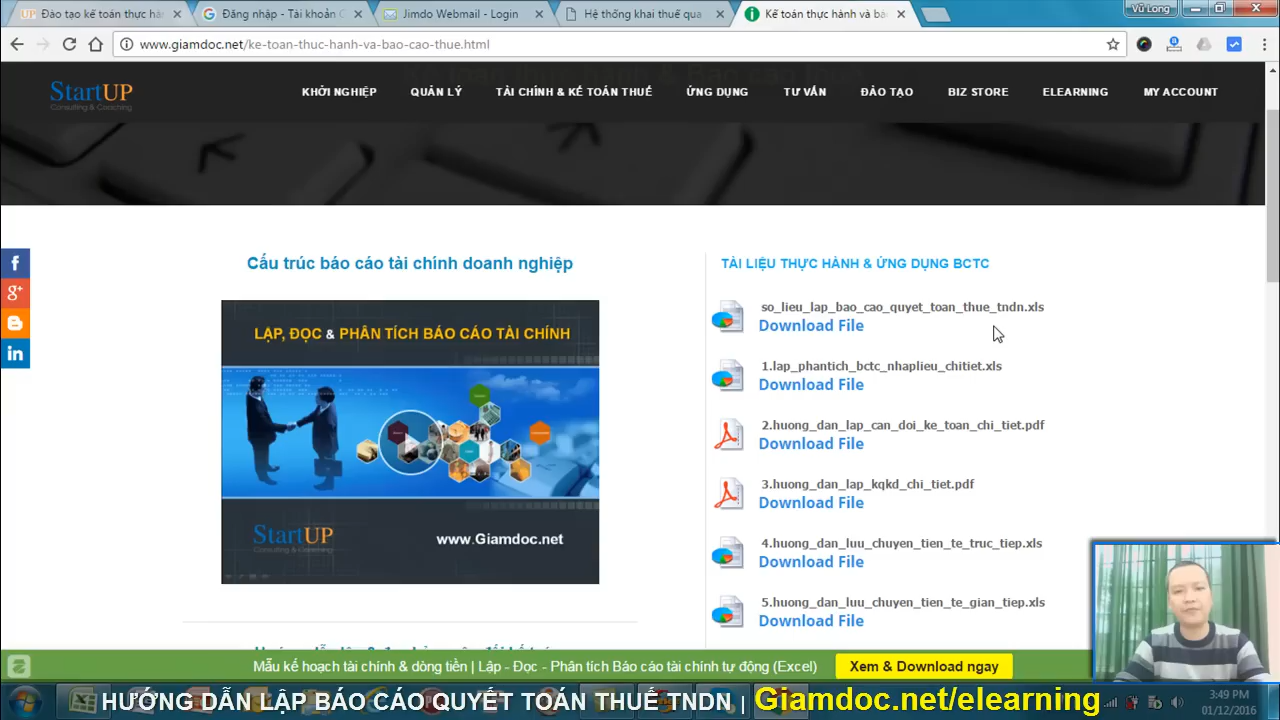 Đào tạo kế toán thực hàn
Đăng nhập - Tài khoản G
Jimdo Webmail - Login
Hệ thống khai thuế qua
Kế toán thực hành và bá
Vũ Long
www.giamdoc.net/ke-toan-thuc-hanh-va-bao-cao-thue.html
StartUP
Consulting & Coaching
KHỞI NGHIỆP
QUẢN LÝ
TÀI CHÍNH & KẾ TOÁN THUẾ
ỨNG DỤNG
TƯ VẤN
ĐÀO TẠO
BIZ STORE
ELEARNING
MY ACCOUNT
Cấu trúc báo cáo tài chính doanh nghiệp
LẬP, ĐỌC & PHÂN TÍCH BÁO CÁO TÀI CHÍNH
StartUP
Consulting & Coaching
www.Giamdoc.net
TÀI LIỆU THỰC HÀNH & ỨNG DỤNG BCTC
so_lieu_lap_bao_cao_quyet_toan_thue_tndn.xls
Download File
1.lap_phantich_bctc_nhaplieu_chitiet.xls
Download File
2.huong_dan_lap_can_doi_ke_toan_chi_tiet.pdf
Download File
3.huong_dan_lap_kqkd_chi_tiet.pdf
Download File
4.huong_dan_luu_chuyen_tien_te_truc_tiep.xls
Download File
5.huong_dan_luu_chuyen_tien_te_gian_tiep.xls
Download File
Mẫu kế hoạch tài chính & dòng tiền | Lập - Đọc - Phân tích Báo cáo tài chính tự động (Excel)
Xem & Download ngay
HƯỚNG DẪN LẬP BÁO CÁO QUYẾT TOÁN THUẾ TNDN | Giamdoc.net/elearning
3:49 PM
01/12/2016